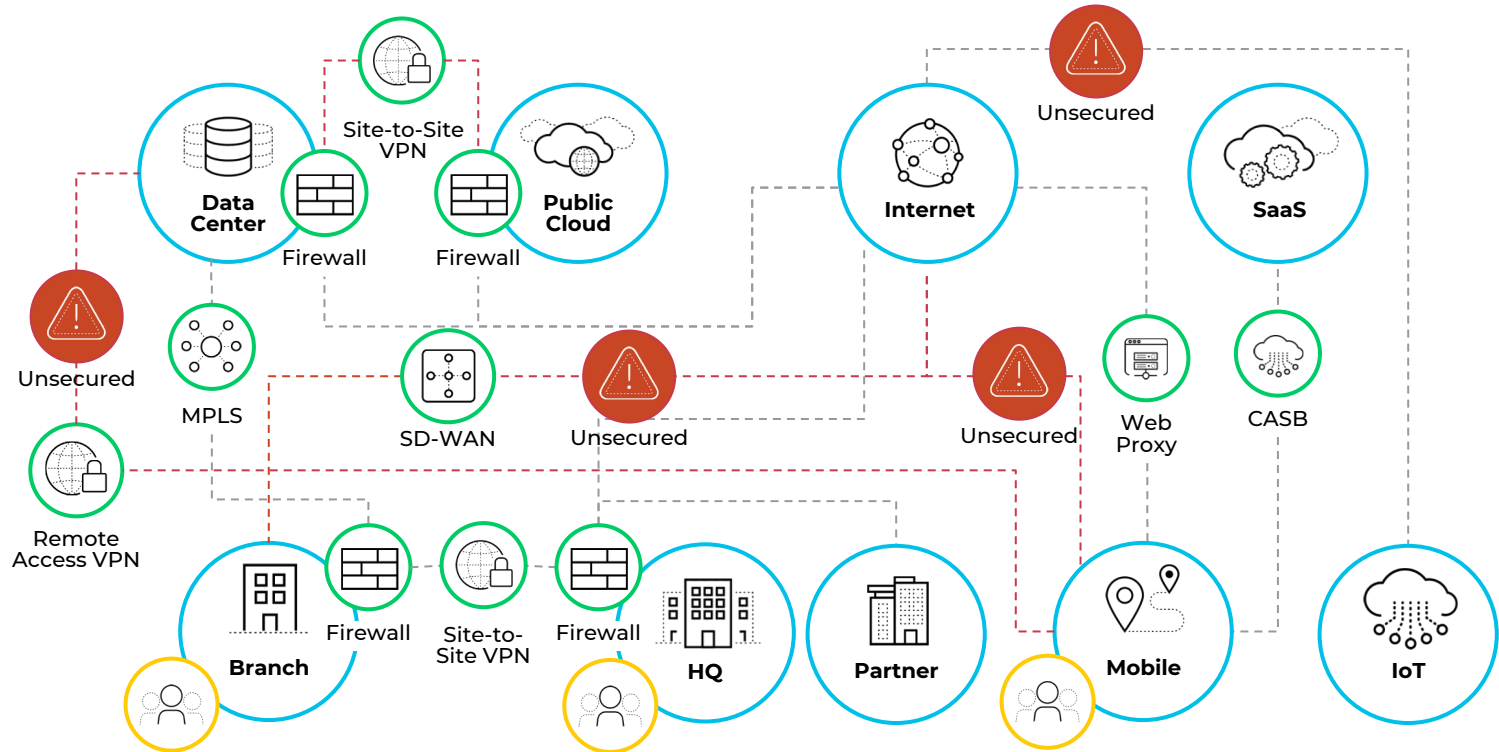 Unsecured
Site-to-Site
VPN
Data
Center
Public
Cloud
Internet
SaaS
Firewall
Firewall
Unsecured
MPLS
SD-WAN
Unsecured
Unsecured
Web
Proxy
CASB
Remote
Access VPN
Firewall
Site-to-
Site VPN
Firewall
Branch
HQ
Partner
Mobile
IoT